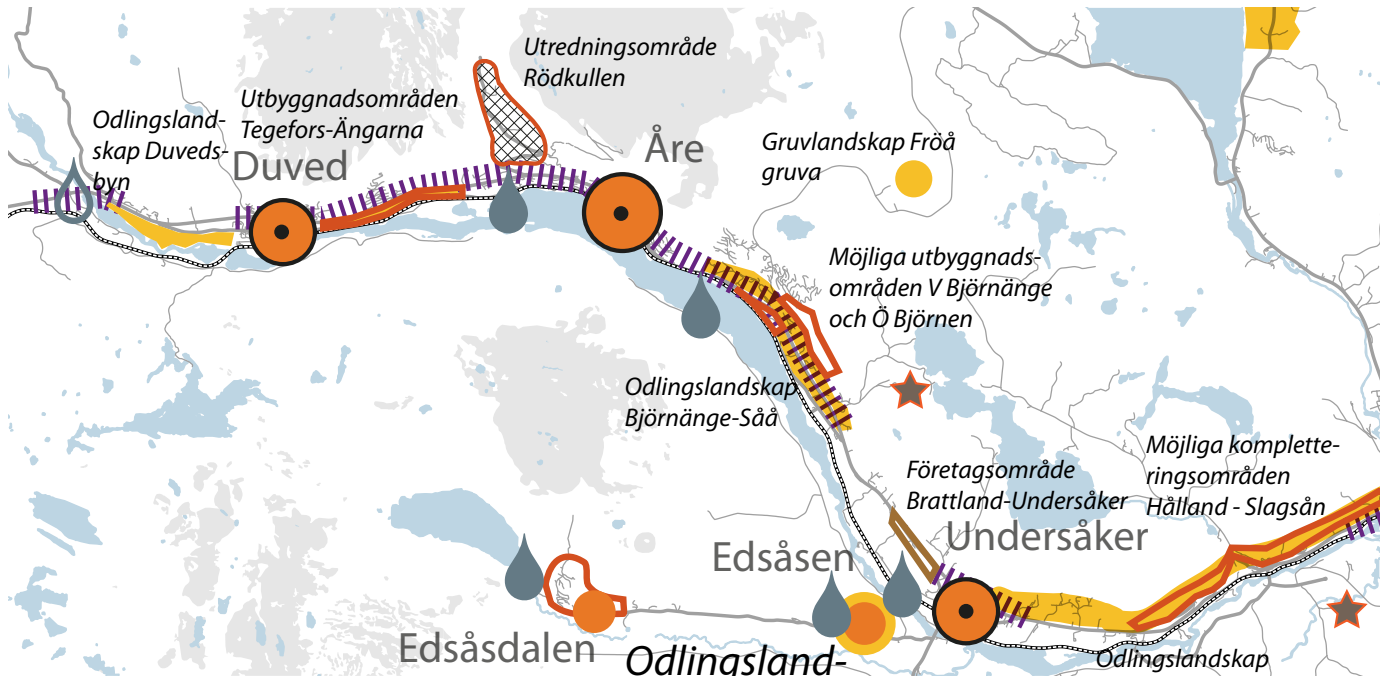 Utredningsområde
Rödkullen
Utbyggnadsområden
Tegefors-Ängarna
Odlingsland-
skap Duveds-
byn
Duved
Åre
Gruvlandskap Fröå
gruva
Möjliga utbyggnads-
områden V Björnänge
och Ö Björnen
Odlingslandskap
Björnänge-Såå
Företagsområde
Brattland-Undersåker
Möjliga komplette-
ringsområden
Hålland - Slagsån
Undersåker
Edsåsen
Edsåsdalen
Odlingsland-
Odlingslandskap